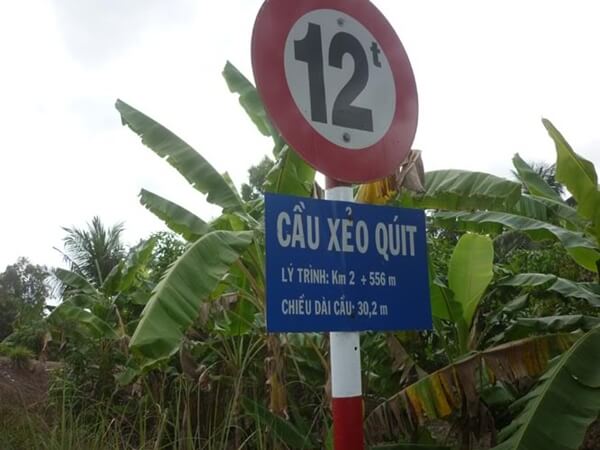 12t
CẦU XẺO QUÍT
LÝ TRÌNH: Km 2 + 556 m
CHIỀU DÀI CẦU: 30,2 m